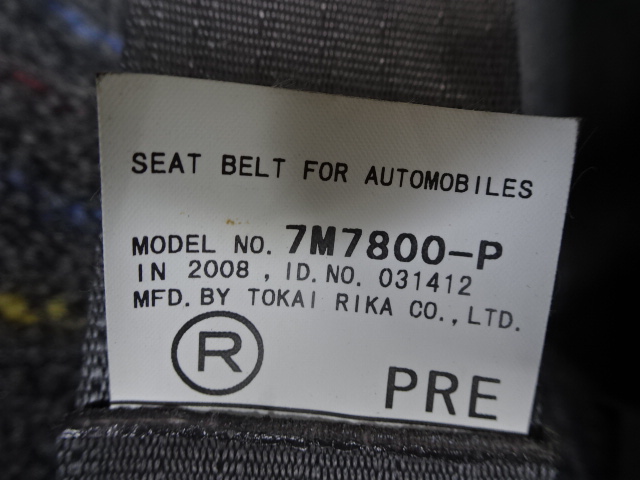 SEAT BELT FOR AUTOMOBILES
MODEL NO. 7M7800-P
IN 2008 , ID. NO. 031412
MFD. BY TOKAI RIKA CO., LTD.
R PRE